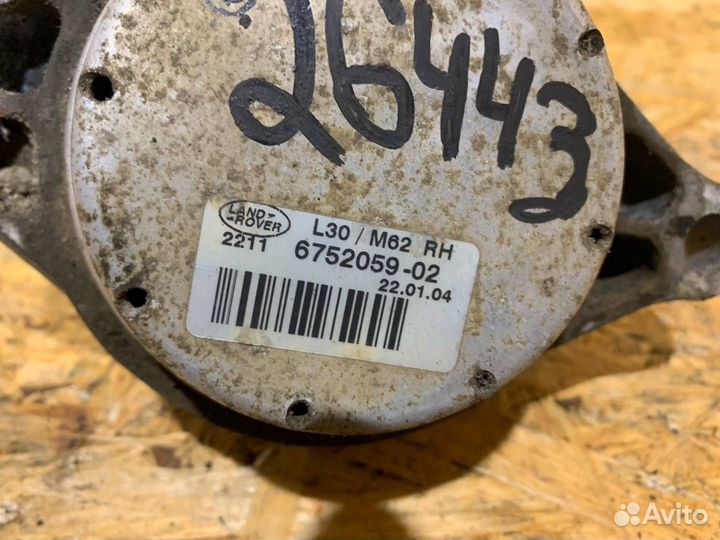 26443
LAND-
-ROVER
L30 / M62 RH
2211
6752059-02
22.01.04
Avito